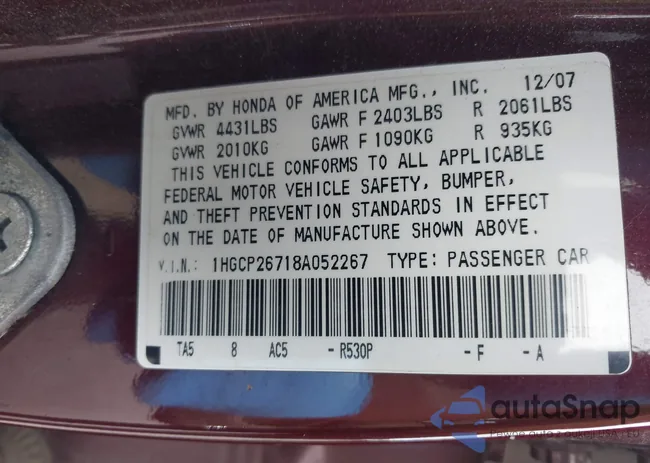 MFD. BY HONDA OF AMERICA MFG., INC. 12/07
GVWR 4431LBS GAWR F 2403LBS R 2061LBS
GVWR 2010KG GAWR F 1090KG R 935KG
THIS VEHICLE CONFORMS TO ALL APPLICABLE
FEDERAL MOTOR VEHICLE SAFETY, BUMPER,
AND THEFT PREVENTION STANDARDS IN EFFECT
ON THE DATE OF MANUFACTURE SHOWN ABOVE.
V.I.N.: 1HGCP26718A052267 TYPE: PASSENGER CAR
TA5 8 AC5 - R530P - F - A
autoSnap